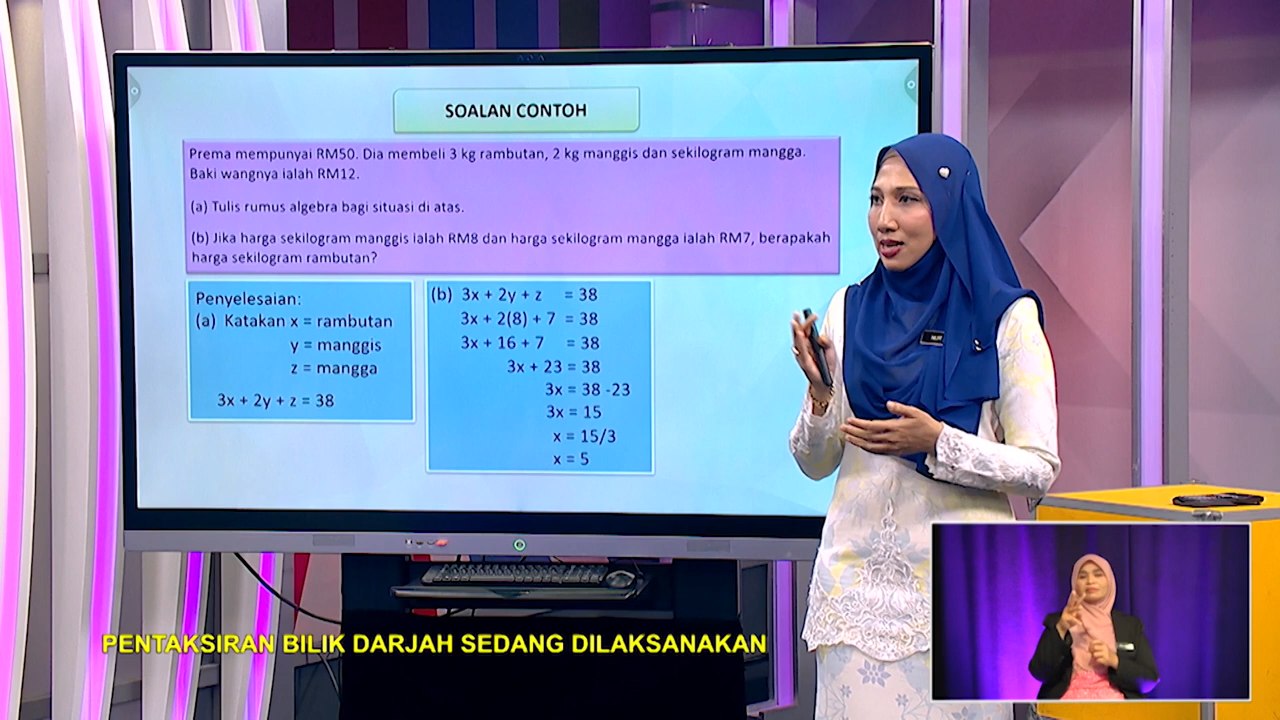 SOALAN CONTOH
Prema mempunyai RM50. Dia membeli 3 kg rambutan, 2 kg manggis dan sekilogram mangga.
Baki wangnya ialah RM12.
(a) Tulis rumus algebra bagi situasi di atas.
(b) Jika harga sekilogram manggis ialah RM8 dan harga sekilogram mangga ialah RM7, berapakah
harga sekilogram rambutan?
Penyelesaian:
(a) Katakan x = rambutan
y = manggis
z = mangga
3x + 2y + z = 38
(b) 3x + 2y + z = 38
3x + 2(8) + 7 = 38
3x + 16 + 7 = 38
3x + 23 = 38
3x = 38 -23
3x = 15
x = 15/3
x = 5
PENTAKSIRAN BILIK DARJAH SEDANG DILAKSANAKAN